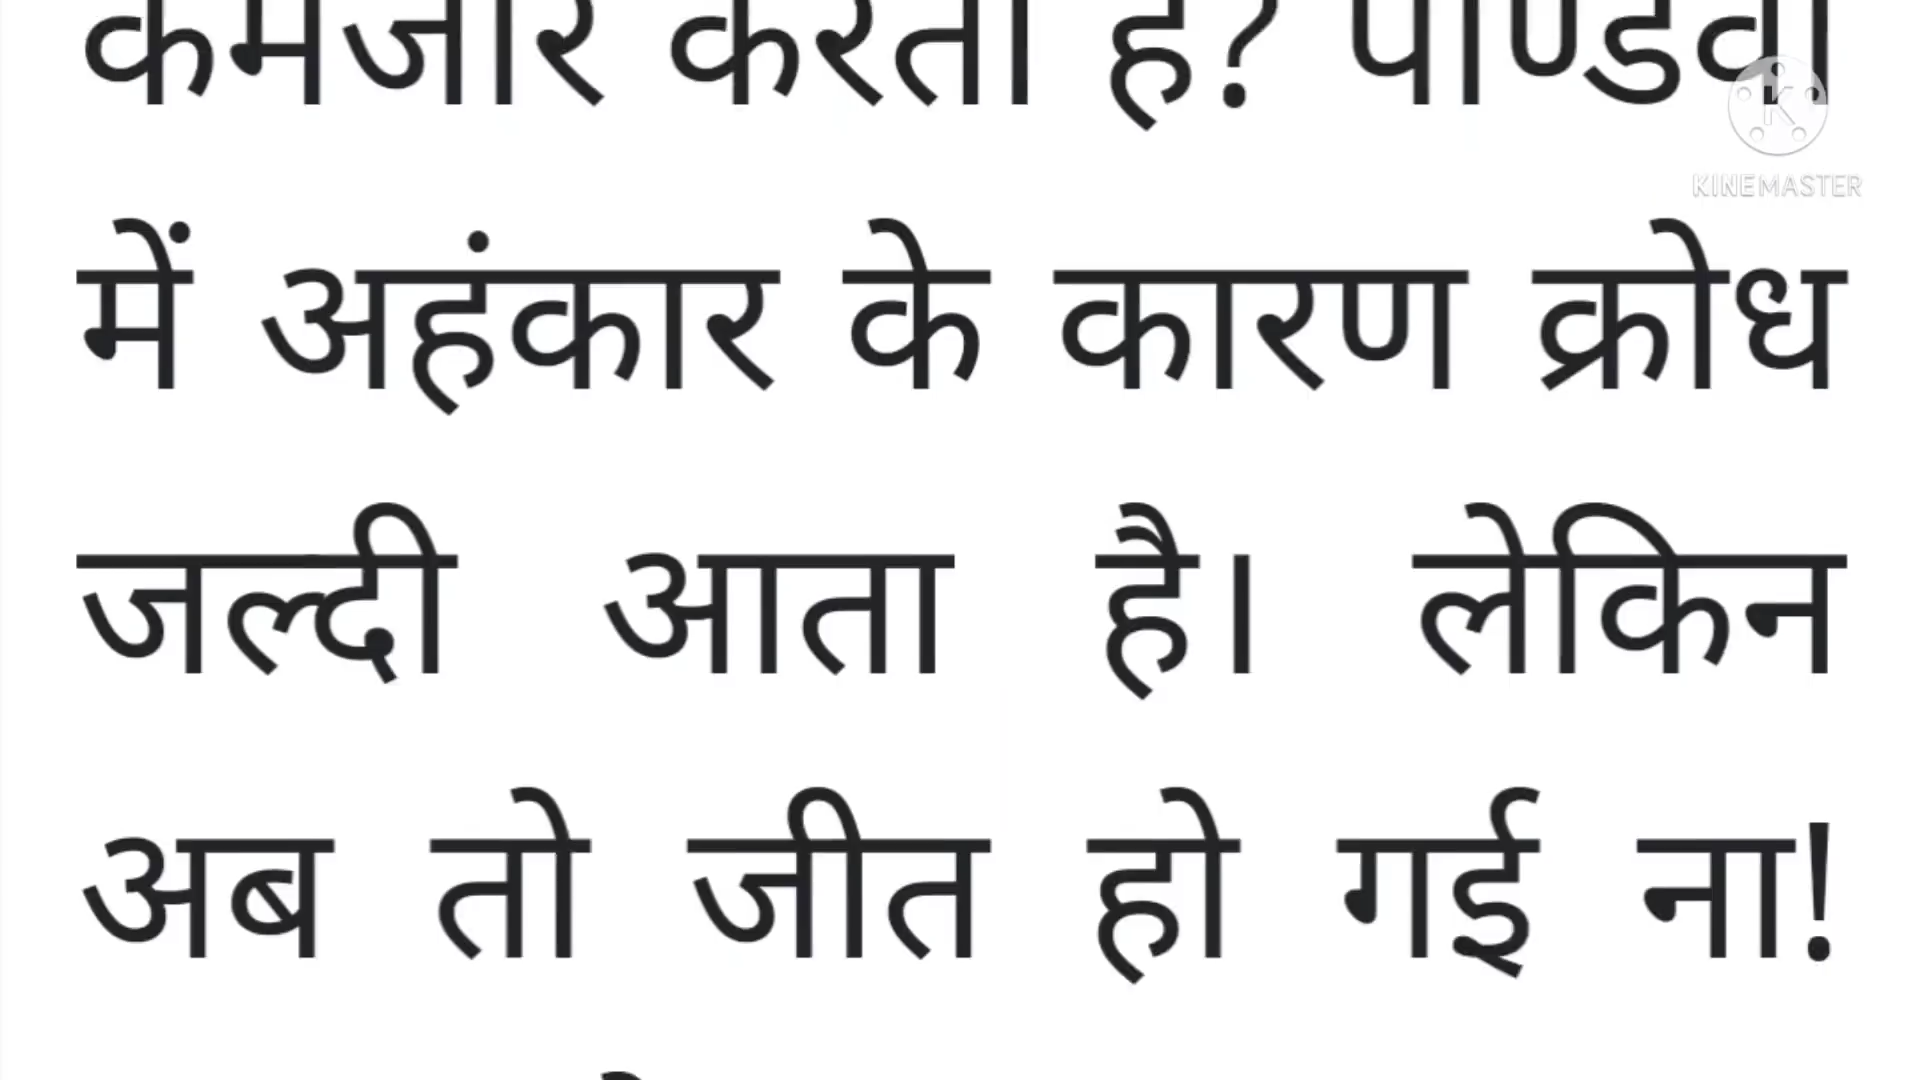 कमजोर करता है? पाण्डवों
KINEMASTER
में अहंकार के कारण क्रोध
जल्दी आता है। लेकिन
अब तो जीत हो गई ना!